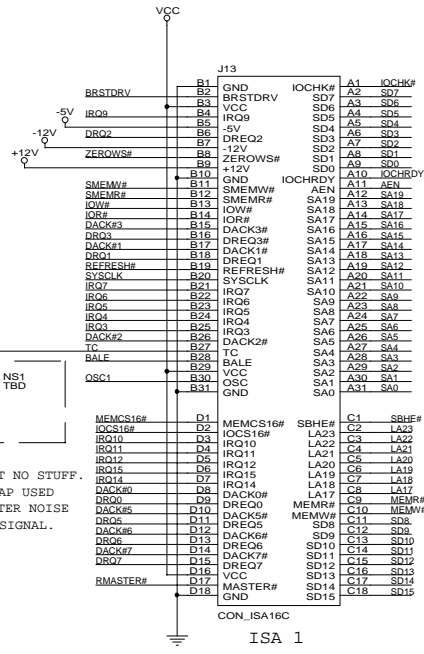 VCC
J13
B1 GND IOCHK# A1 IOCHK#
BRSTDRV B2 BRSTDRV SD7 A2 SD7
B3 VCC SD6 A3 SD6
-5V IRQ9 B4 IRQ9 SD5 A4 SD5
B5 -5V SD4 A5 SD4
-12V DRQ2 B6 DREQ2 SD3 A6 SD3
B7 -12V SD2 A7 SD2
+12V ZEROWS# B8 ZEROWS# SD1 A8 SD1
B9 +12V SD0 A9 SD0
B10 GND IOCHRDY A10 IOCHRDY
SMEMW# B11 SMEMW# AEN A11 AEN
SMEMR# B12 SMEMR# SA19 A12 SA19
IOW# B13 IOW# SA18 A13 SA18
IOR# B14 IOR# SA17 A14 SA17
DACK#3 B15 DACK3# SA16 A15 SA16
DRQ3 B16 DREQ3# SA15 A16 SA15
DACK#1 B17 DACK1# SA14 A17 SA14
DRQ1 B18 DREQ1 SA13 A18 SA13
REFRESH# B19 REFRESH# SA12 A19 SA12
SYSCLK B20 SYSCLK SA11 A20 SA11
IRQ7 B21 IRQ7 SA10 A21 SA10
IRQ6 B22 IRQ6 SA9 A22 SA9
IRQ5 B23 IRQ5 SA8 A23 SA8
IRQ4 B24 IRQ4 SA7 A24 SA7
IRQ3 B25 IRQ3 SA6 A25 SA6
DACK#2 B26 DACK2# SA5 A26 SA5
TC B27 TC SA4 A27 SA4
BALE B28 BALE SA3 A28 SA3
B29 VCC SA2 A29 SA2
OSC1 B30 OSC SA1 A30 SA1
B31 GND SA0 A31 SA0
NS1
TBD
MEMCS16# D1 MEMCS16# SBHE# C1 SBHE#
IOCS16# D2 IOCS16# LA23 C2 LA23
IRQ10 D3 IRQ10 LA22 C3 LA22
IRQ11 D4 IRQ11 LA21 C4 LA21
IRQ12 D5 IRQ12 LA20 C5 LA20
IRQ15 D6 IRQ15 LA19 C6 LA19
IRQ14 D7 IRQ14 LA18 C7 LA18
DACK#0 D8 DACK0# LA17 C8 LA17
DRQ0 D9 DREQ0 MEMR# C9 MEMR#
DACK#5 D10 DACK5# MEMW# C10 MEMW#
DRQ5 D11 DREQ5 SD8 C11 SD8
DACK#6 D12 DACK6# SD9 C12 SD9
DRQ6 D13 DREQ6 SD10 C13 SD10
DACK#7 D14 DACK7# SD11 C14 SD11
DRQ7 D15 DREQ7 SD12 C15 SD12
D16 VCC SD13 C16 SD13
RMASTER# D17 MASTER# SD14 C17 SD14
D18 GND SD15 C18 SD15
T NO STUFF.
AP USED
TER NOISE
SIGNAL.
CON_ISA16C
ISA 1